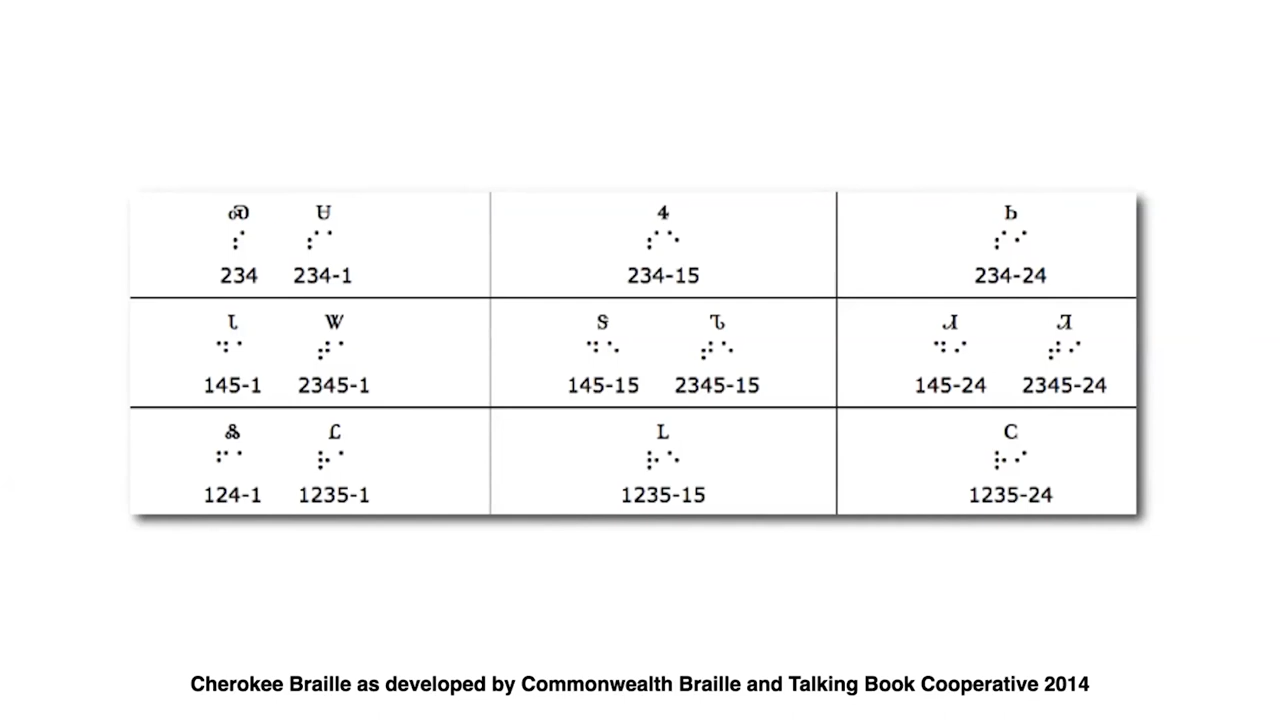 Ꮝ Ꮜ Ꮞ Ꮟ
⠎ ⠎⠁ ⠎⠑ ⠎⠊
234 234-1 234-15 234-24
Ꮣ Ꮤ Ꮥ Ꮦ Ꮧ Ꮨ
⠙⠁ ⠞⠁ ⠙⠑ ⠞⠑ ⠙⠊ ⠞⠊
145-1 2345-1 145-15 2345-15 145-24 2345-24
Ꮬ Ꮭ Ꮮ Ꮯ
⠋⠁ ⠗⠁ ⠗⠑ ⠗⠊
124-1 1235-1 1235-15 1235-24
Cherokee Braille as developed by Commonwealth Braille and Talking Book Cooperative 2014